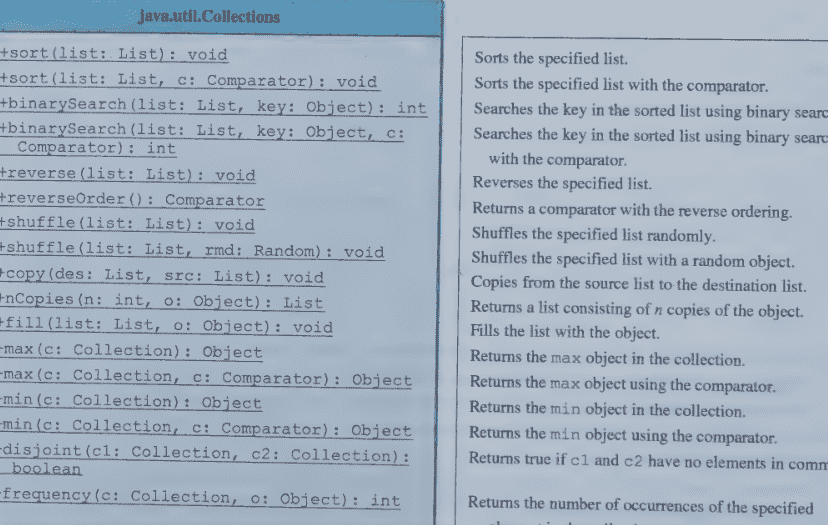 java.util.Collections
+sort(list: List): void
+sort(list: List, c: Comparator): void
+binarySearch(list: List, key: Object): int
+binarySearch(list: List, key: Object, c:
Comparator): int
+reverse(list: List): void
+reverseOrder(): Comparator
+shuffle(list: List): void
+shuffle(list: List, rmd: Random): void
+copy(des: List, src: List): void
+nCopies(n: int, o: Object): List
+fill(list: List, o: Object): void
-max(c: Collection): Object
-max(c: Collection, c: Comparator): Object
-min(c: Collection): Object
-min(c: Collection, c: Comparator): Object
-disjoint(c1: Collection, c2: Collection):
boolean
-frequency(c: Collection, o: Object): int
Sorts the specified list.
Sorts the specified list with the comparator.
Searches the key in the sorted list using binary searc
Searches the key in the sorted list using binary searc
with the comparator.
Reverses the specified list.
Returns a comparator with the reverse ordering.
Shuffles the specified list randomly.
Shuffles the specified list with a random object.
Copies from the source list to the destination list.
Returns a list consisting of n copies of the object.
Fills the list with the object.
Returns the max object in the collection.
Returns the max object using the comparator.
Returns the min object in the collection.
Returns the min object using the comparator.
Returns true if c1 and c2 have no elements in comm
Returns the number of occurrences of the specified